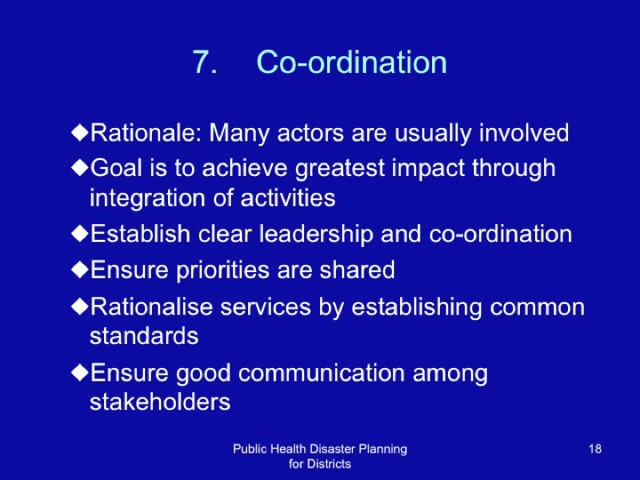 7. Co-ordination
◆Rationale: Many actors are usually involved
◆Goal is to achieve greatest impact through
integration of activities
◆Establish clear leadership and co-ordination
◆Ensure priorities are shared
◆Rationalise services by establishing common
standards
◆Ensure good communication among
stakeholders
Public Health Disaster Planning
for Districts
18